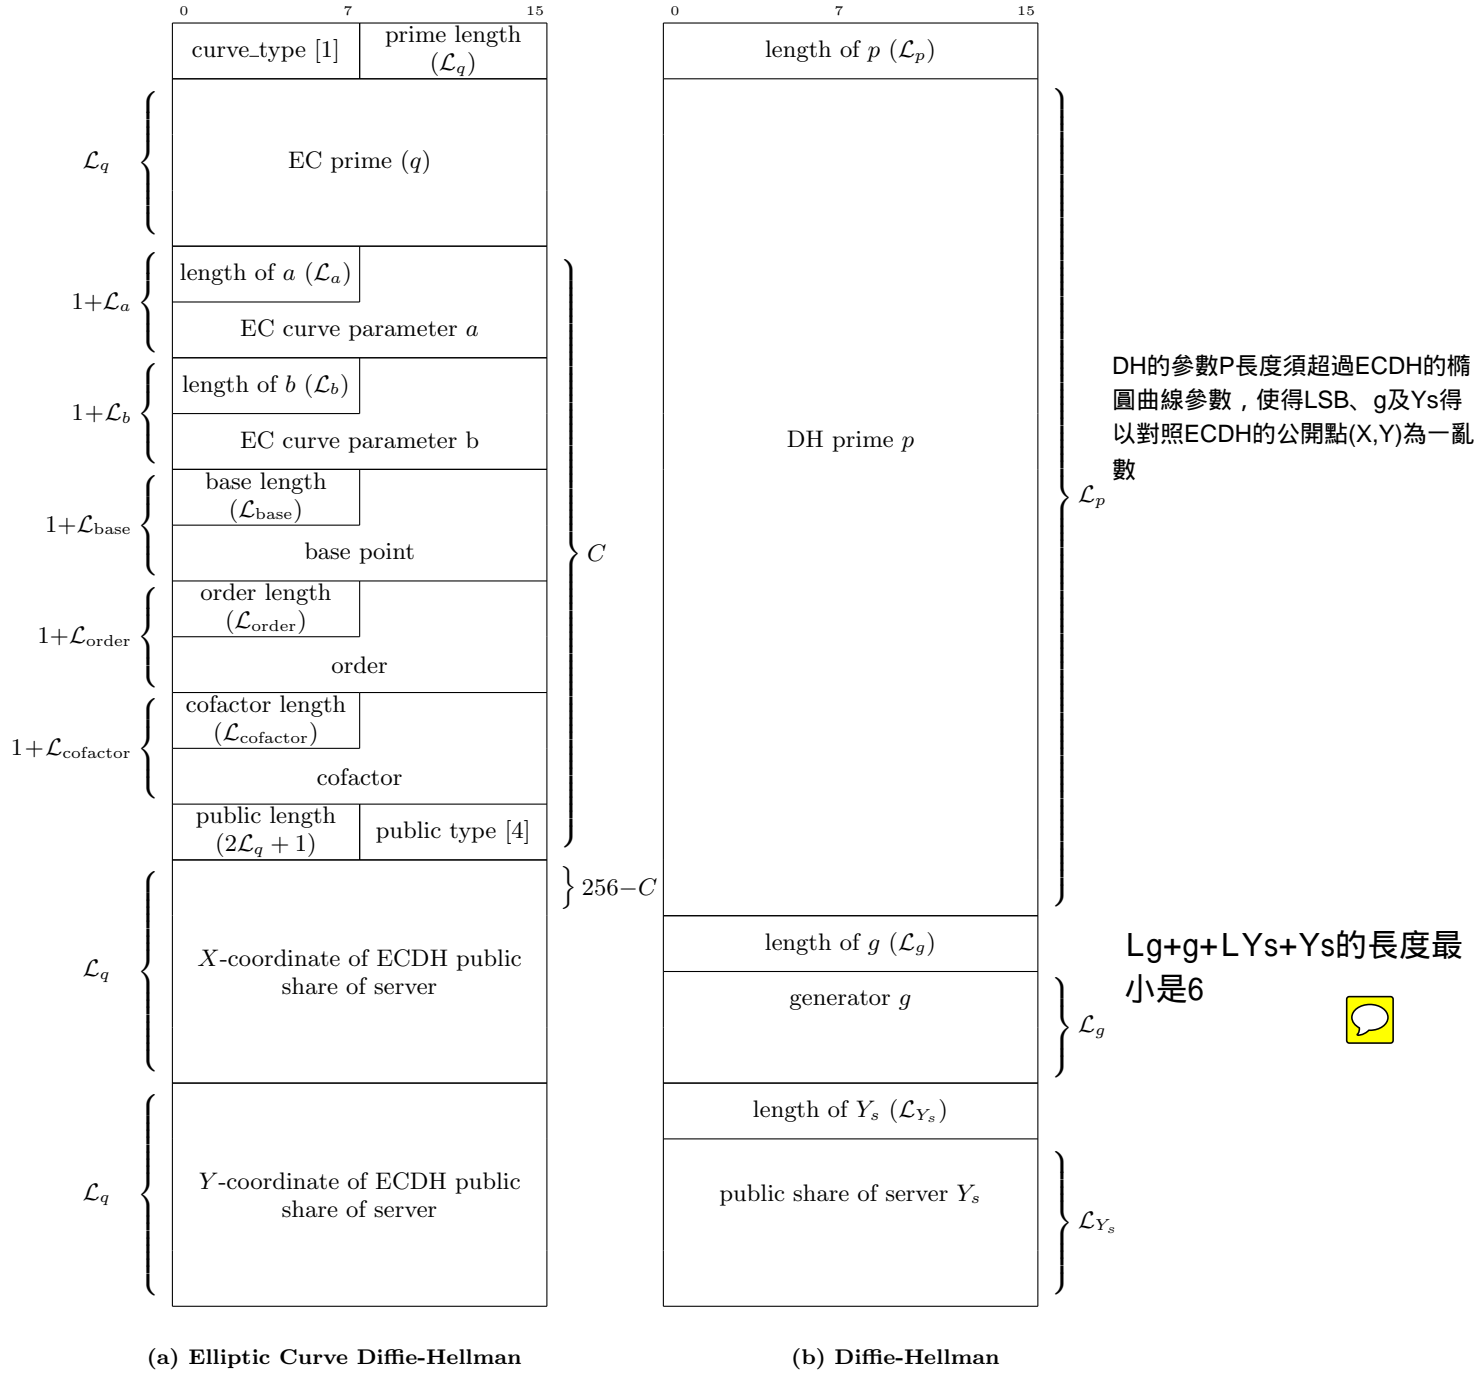 0 7 15
curve_type [1]
prime length
(ℒq)
ℒq
EC prime (q)
length of a (ℒa)
1+ℒa
EC curve parameter a
length of b (ℒb)
1+ℒb
EC curve parameter b
base length
(ℒbase)
1+ℒbase
base point
order length
(ℒorder)
1+ℒorder
order
cofactor length
(ℒcofactor)
1+ℒcofactor
cofactor
public length
(2ℒq + 1)
public type [4]
C
256−C
ℒq
X-coordinate of ECDH public
share of server
ℒq
Y-coordinate of ECDH public
share of server
(a) Elliptic Curve Diffie-Hellman
0 7 15
length of p (ℒp)
DH prime p
ℒp
length of g (ℒg)
generator g
ℒg
length of Ys (ℒYs)
public share of server Ys
ℒYs
(b) Diffie-Hellman
DH的參數P長度須超過ECDH的橢
圓曲線參數，使得LSB、g及Ys得
以對照ECDH的公開點(X,Y)為一亂
數
Lg+g+LYs+Ys的長度最
小是6